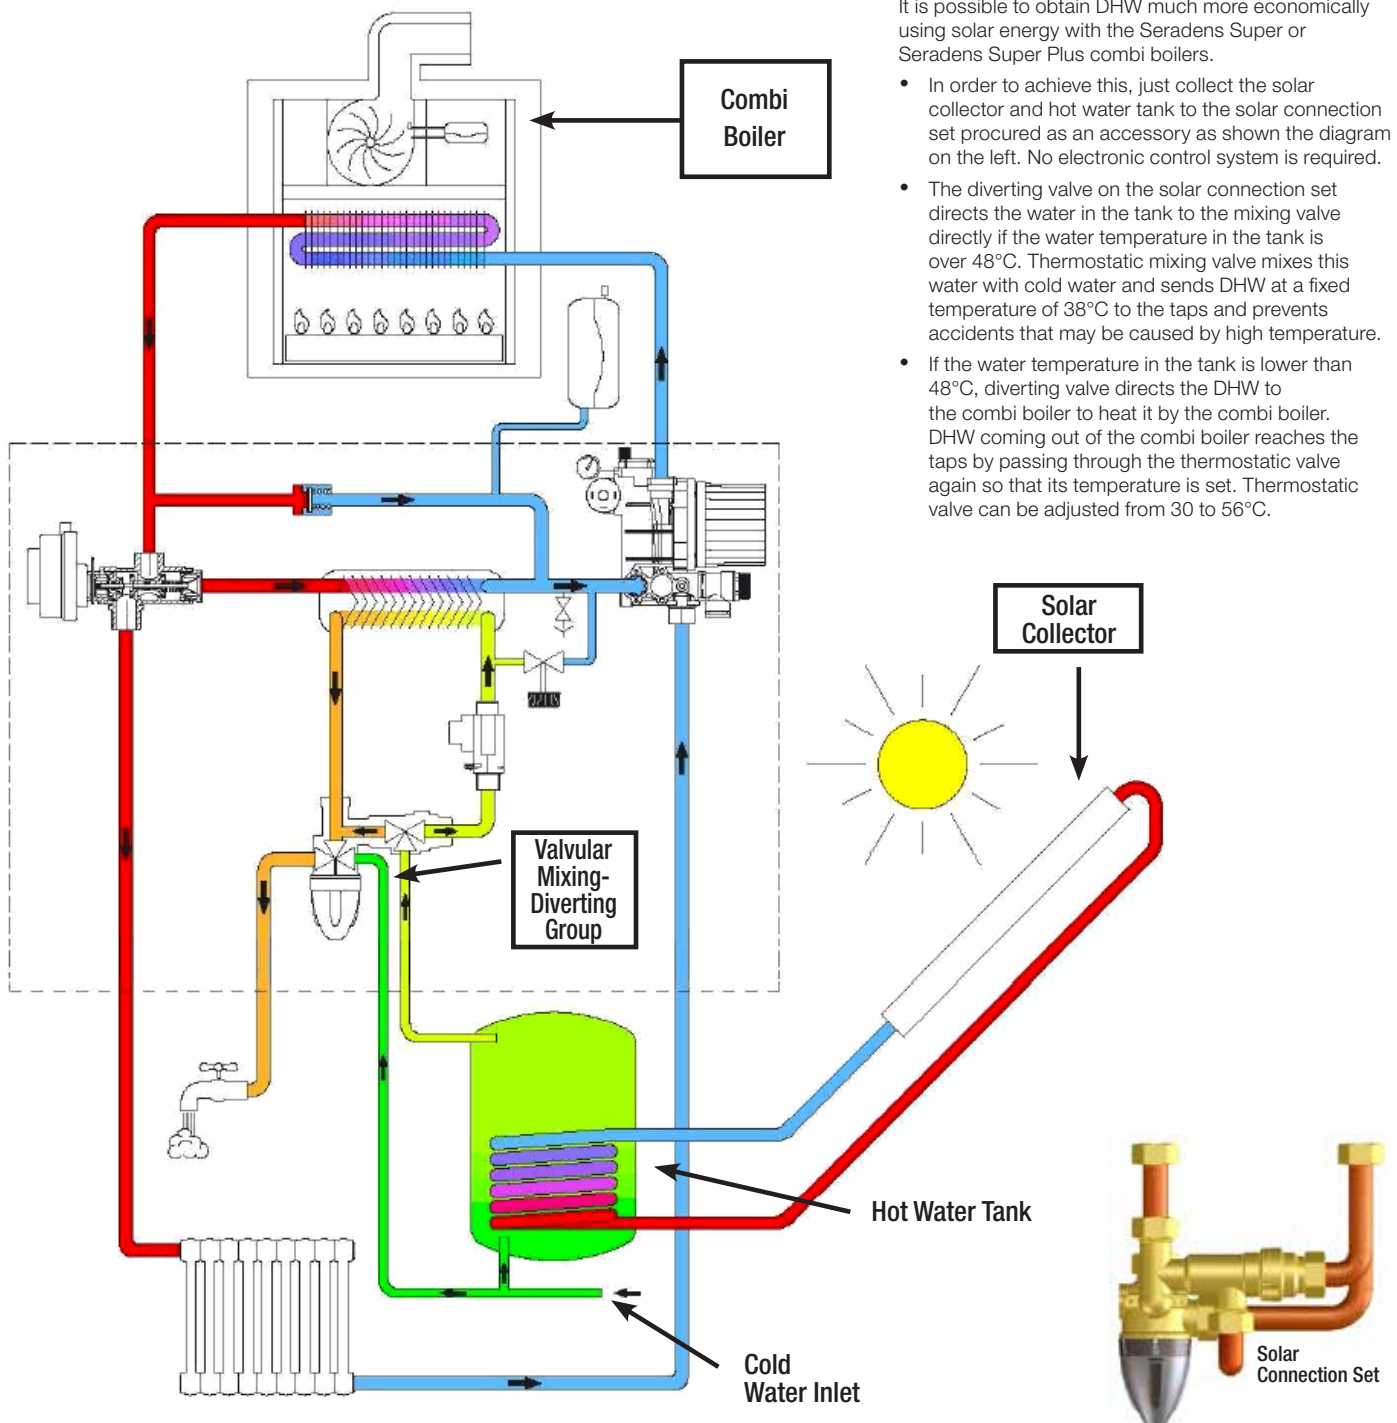 It is possible to obtain DHW much more economically
using solar energy with the Seradens Super or
Seradens Super Plus combi boilers.
• In order to achieve this, just collect the solar
collector and hot water tank to the solar connection
set procured as an accessory as shown the diagram
on the left. No electronic control system is required.
• The diverting valve on the solar connection set
directs the water in the tank to the mixing valve
directly if the water temperature in the tank is
over 48°C. Thermostatic mixing valve mixes this
water with cold water and sends DHW at a fixed
temperature of 38°C to the taps and prevents
accidents that may be caused by high temperature.
• If the water temperature in the tank is lower than
48°C, diverting valve directs the DHW to
the combi boiler to heat it by the combi boiler.
DHW coming out of the combi boiler reaches the
taps by passing through the thermostatic valve
again so that its temperature is set. Thermostatic
valve can be adjusted from 30 to 56°C.
Combi
Boiler
Solar
Collector
Valvular
Mixing-
Diverting
Group
Hot Water Tank
Cold
Water Inlet
Solar
Connection Set